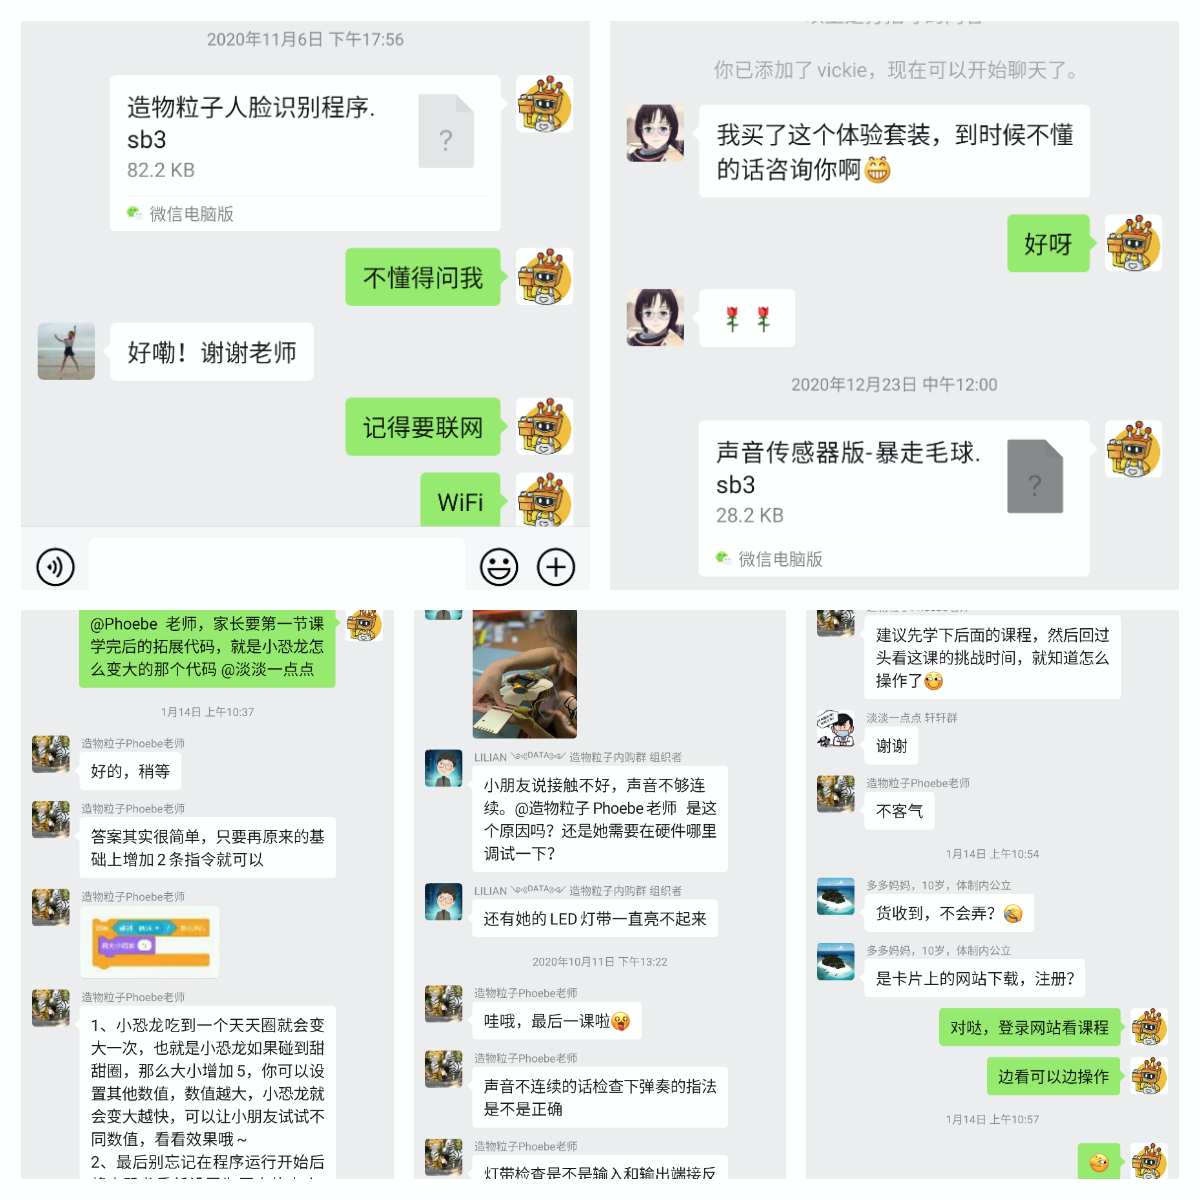 2020年11月6日 下午17:56
造物粒子人脸识别程序.
sb3
82.2 KB
?
微信电脑版
不懂得问我
好嘞！谢谢老师
记得要联网
WiFi
你已添加了 vickie，现在可以开始聊天了。
我买了这个体验套装，到时候不懂
的话咨询你啊😁
好呀
🌹 🌹
2020年12月23日 中午12:00
声音传感器版-暴走毛球.
sb3
28.2 KB
?
微信电脑版
@Phoebe 老师，家长要第一节课
学完后的拓展代码，就是小恐龙怎
么变大的那个代码 @淡淡一点点
1月14日 上午10:37
造物粒子Phoebe老师
好的，稍等
造物粒子Phoebe老师
答案其实很简单，只要再原来的基
础上增加 2 条指令就可以
造物粒子Phoebe老师
造物粒子Phoebe老师
1、小恐龙吃到一个天天圈就会变
大一次，也就是小恐龙如果碰到甜
甜圈，那么大小增加 5，你可以设
置其他数值，数值越大，小恐龙就
会变大越快，可以让小朋友试试不
同数值，看看效果哦～
2、最后别忘记在程序运行开始后
LILIAN ༺ꨄDATAꨄ༻ 造物粒子内购群 组织者
小朋友说接触不好，声音不够连
续。@造物粒子 Phoebe 老师 是这
个原因吗？还是她需要在硬件哪里
调试一下？
LILIAN ༺ꨄDATAꨄ༻ 造物粒子内购群 组织者
还有她的 LED 灯带一直亮不起来
2020年10月11日 下午13:22
造物粒子Phoebe老师
哇哦，最后一课啦😱
造物粒子Phoebe老师
声音不连续的话检查下弹奏的指法
是不是正确
造物粒子Phoebe老师
灯带检查是不是输入和输出端接反
造物粒子Phoebe老师
建议先学下后面的课程，然后回过
头看这课的挑战时间，就知道怎么
操作了
淡淡一点点 轩轩群
谢谢
造物粒子Phoebe老师
不客气
1月14日 上午10:54
多多妈妈，10岁，体制内公立
货收到，不会弄？
多多妈妈，10岁，体制内公立
是卡片上的网站下载，注册？
对哒，登录网站看课程
边看可以边操作
1月14日 上午10:57